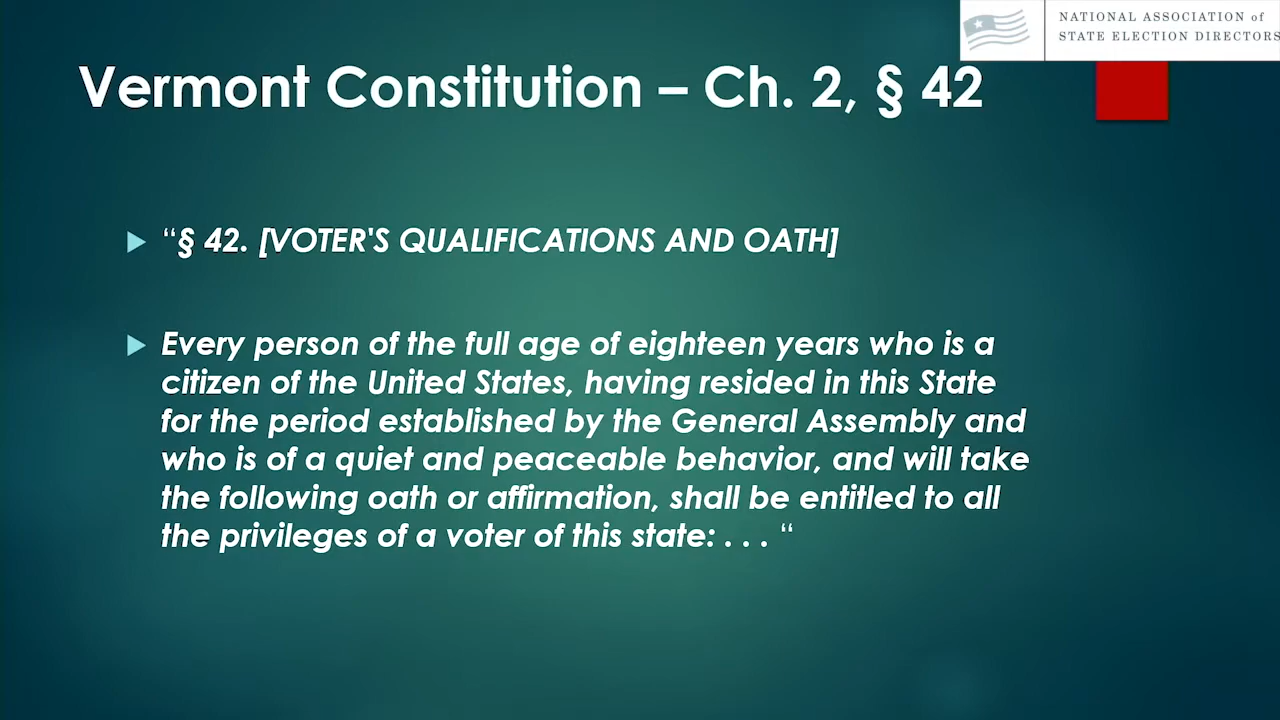 NATIONAL ASSOCIATION of
STATE ELECTION DIRECTORS
Vermont Constitution – Ch. 2, § 42
“§ 42. [VOTER'S QUALIFICATIONS AND OATH]
Every person of the full age of eighteen years who is a
citizen of the United States, having resided in this State
for the period established by the General Assembly and
who is of a quiet and peaceable behavior, and will take
the following oath or affirmation, shall be entitled to all
the privileges of a voter of this state: . . . “